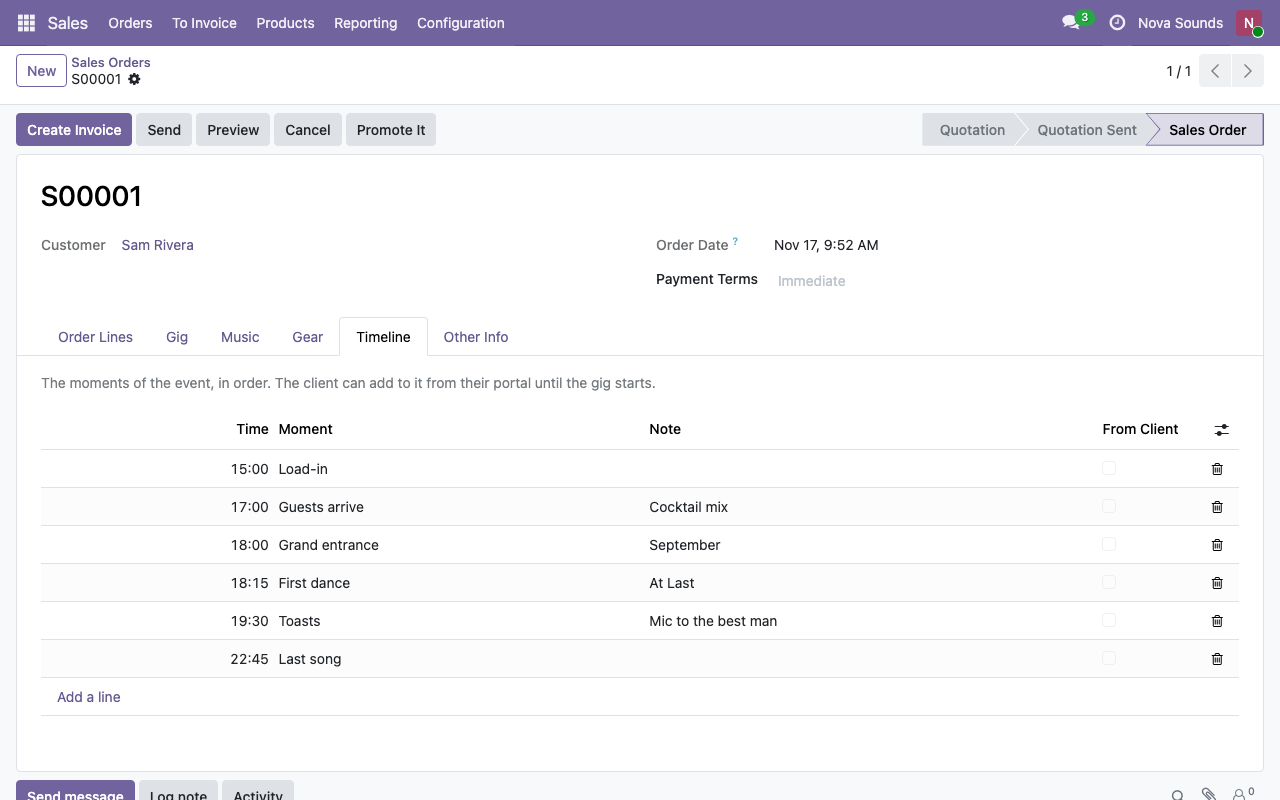 Sales Orders To Invoice Products Reporting Configuration 3 Nova Sounds N
New Sales Orders
S00001 1 / 1
Create Invoice Send Preview Cancel Promote It Quotation Quotation Sent Sales Order
S00001
Customer Sam Rivera Order Date ? Nov 17, 9:52 AM
Payment Terms Immediate
Order Lines Gig Music Gear Timeline Other Info
The moments of the event, in order. The client can add to it from their portal until the gig starts.
Time Moment Note From Client
15:00 Load-in
17:00 Guests arrive Cocktail mix
18:00 Grand entrance September
18:15 First dance At Last
19:30 Toasts Mic to the best man
22:45 Last song
Add a line
Send message Log note Activity 0